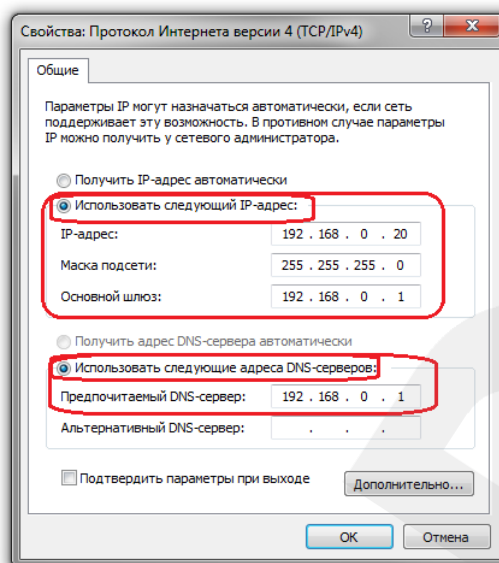 Свойства: Протокол Интернета версии 4 (TCP/IPv4)
Общие
Параметры IP могут назначаться автоматически, если сеть
поддерживает эту возможность. В противном случае параметры
IP можно получить у сетевого администратора.
Получить IP-адрес автоматически
Использовать следующий IP-адрес:
IP-адрес: 192 . 168 . 0 . 20
Маска подсети: 255 . 255 . 255 . 0
Основной шлюз: 192 . 168 . 0 . 1
Получить адрес DNS-сервера автоматически
Использовать следующие адреса DNS-серверов:
Предпочитаемый DNS-сервер: 192 . 168 . 0 . 1
Альтернативный DNS-сервер: . . .
Подтвердить параметры при выходе
Дополнительно...
OK Отмена